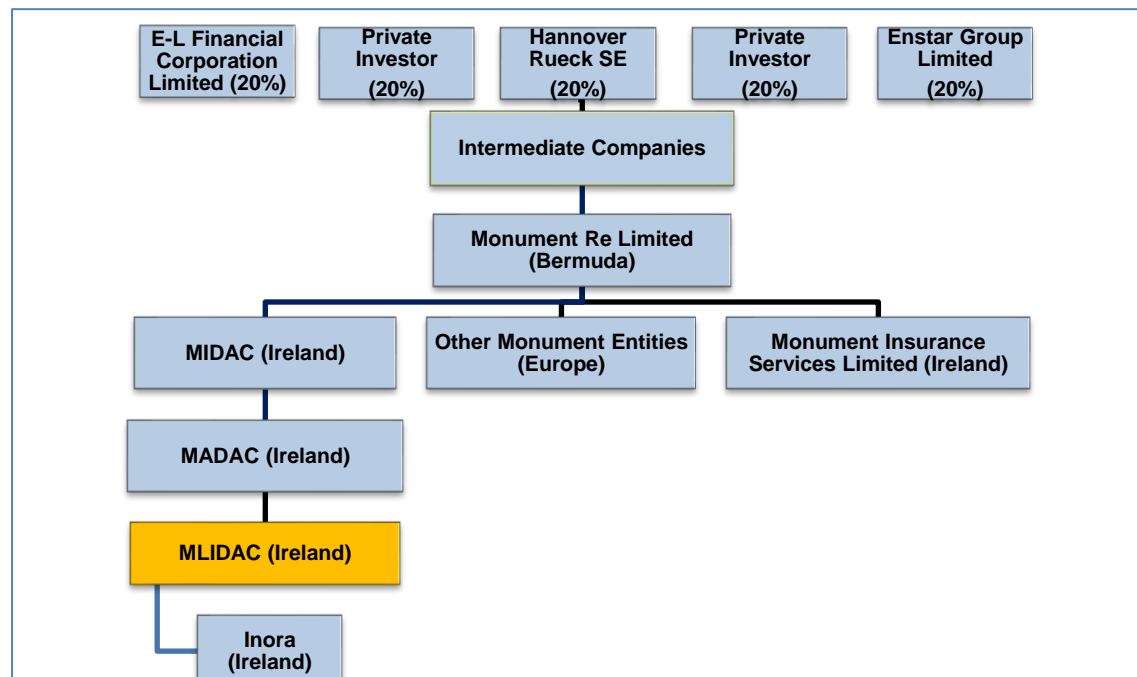 E-L Financial
Corporation
Limited (20%)
Private
Investor
(20%)
Hannover
Rueck SE
(20%)
Private
Investor
(20%)
Enstar Group
Limited
(20%)
Intermediate Companies
Monument Re Limited
(Bermuda)
MIDAC (Ireland)
Other Monument Entities
(Europe)
Monument Insurance
Services Limited (Ireland)
MADAC (Ireland)
MLIDAC (Ireland)
Inora
(Ireland)